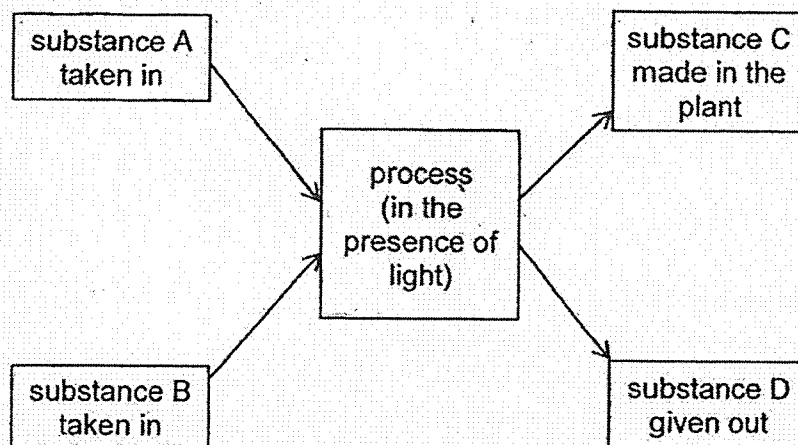 substance A
taken in
substance C
made in the
plant
process
(in the
presence of
light)
substance B
taken in
substance D
given out